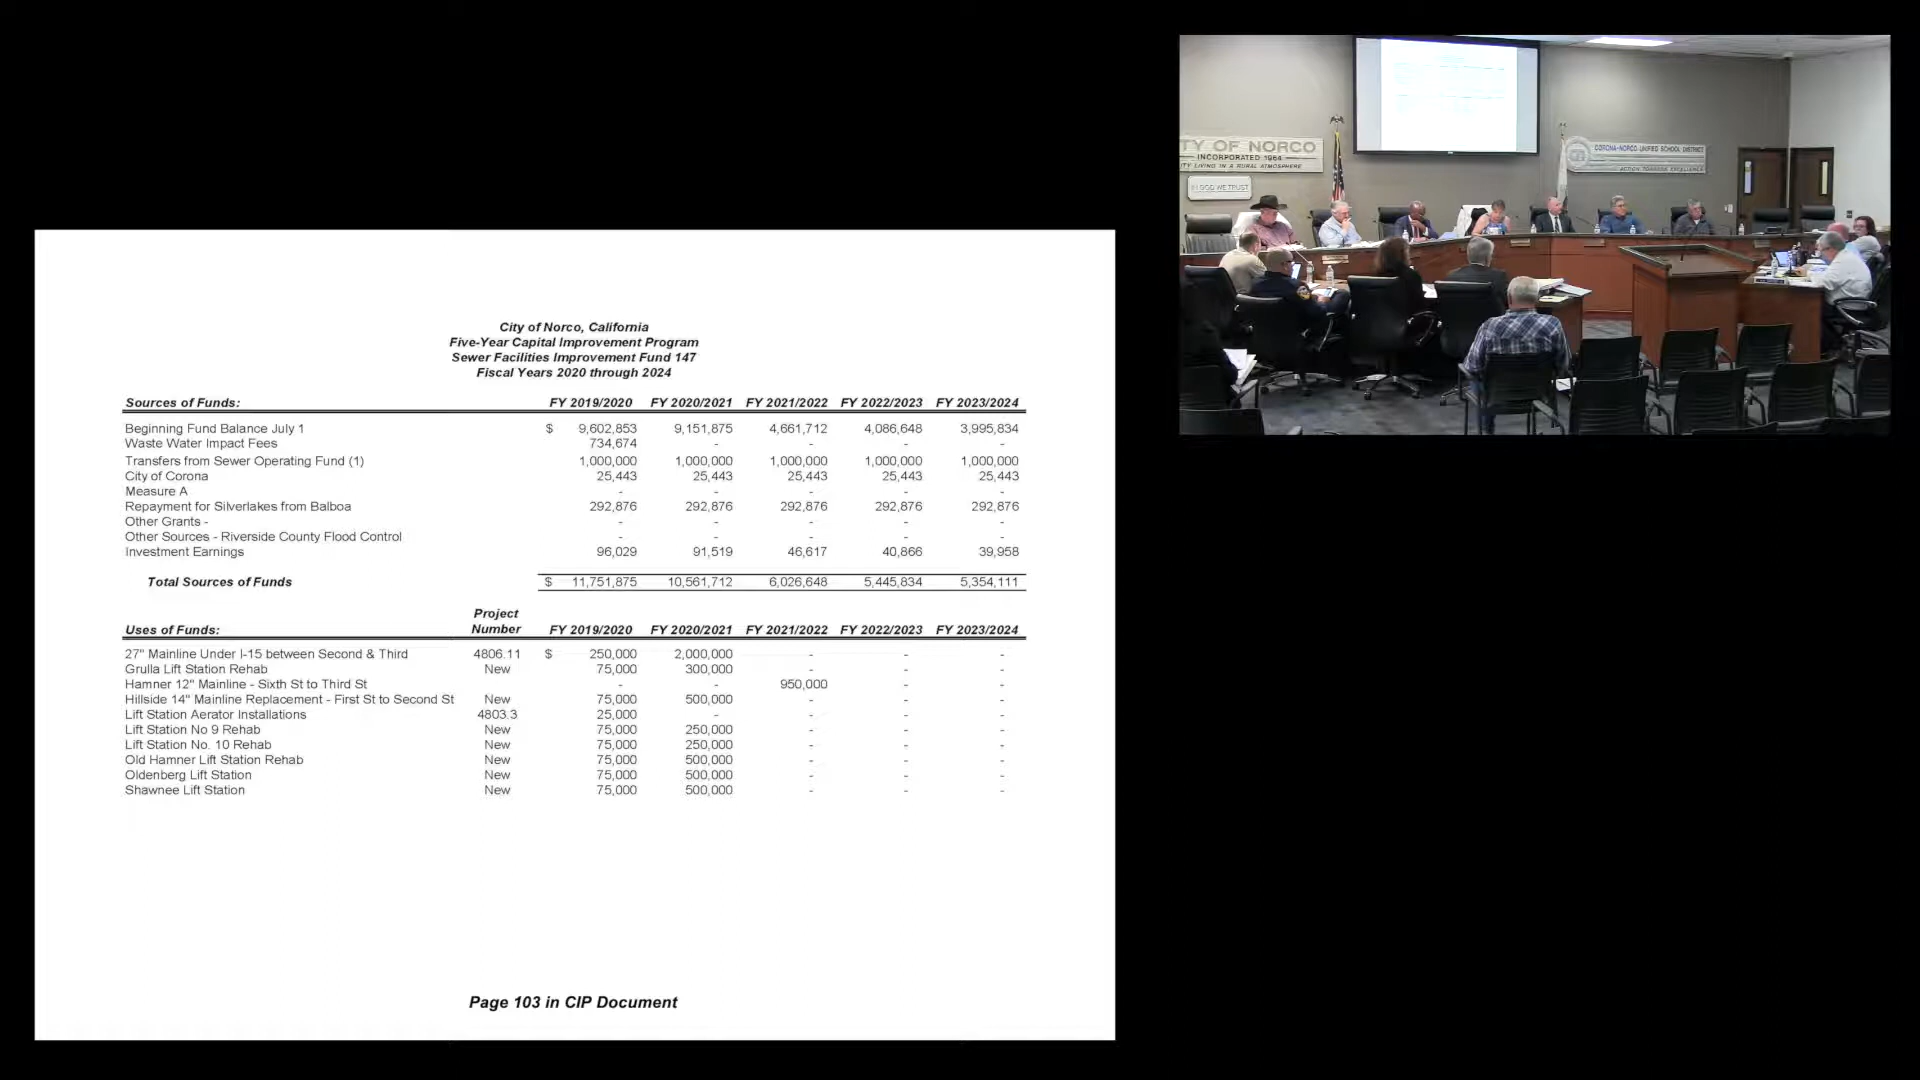 City of Norco, California
Five-Year Capital Improvement Program
Sewer Facilities Improvement Fund 147
Fiscal Years 2020 through 2024
Sources of Funds: FY 2019/2020 FY 2020/2021 FY 2021/2022 FY 2022/2023 FY 2023/2024
Beginning Fund Balance July 1 $ 9,602,853 9,151,875 4,661,712 4,086,648 3,995,834
Waste Water Impact Fees 734,674 - - - -
Transfers from Sewer Operating Fund (1) 1,000,000 1,000,000 1,000,000 1,000,000 1,000,000
City of Corona 25,443 25,443 25,443 25,443 25,443
Measure A - - - - -
Repayment for Silverlakes from Balboa 292,876 292,876 292,876 292,876 292,876
Other Grants - - - - - -
Other Sources - Riverside County Flood Control - - - - -
Investment Earnings 96,029 91,519 46,617 40,866 39,958
Total Sources of Funds $ 11,751,875 10,561,712 6,026,648 5,445,834 5,354,111
Project
Uses of Funds: Number FY 2019/2020 FY 2020/2021 FY 2021/2022 FY 2022/2023 FY 2023/2024
27" Mainline Under I-15 between Second & Third 4806.11 $ 250,000 2,000,000 - - -
Grulla Lift Station Rehab New 75,000 300,000 - - -
Hamner 12" Mainline - Sixth St to Third St - - 950,000 - -
Hillside 14" Mainline Replacement - First St to Second St New 75,000 500,000 - - -
Lift Station Aerator Installations 4803.3 25,000 - - - -
Lift Station No 9 Rehab New 75,000 250,000 - - -
Lift Station No. 10 Rehab New 75,000 250,000 - - -
Old Hamner Lift Station Rehab New 75,000 500,000 - - -
Oldenberg Lift Station New 75,000 500,000 - - -
Shawnee Lift Station New 75,000 500,000 - - -
Page 103 in CIP Document
TY OF NORCO
INCORPORATED 1964
ITY LIVING IN A RURAL ATMOSPHERE
IN GOD WE TRUST
CORONA-NORCO UNIFIED SCHOOL DISTRICT
ACTION TOWARDS EXCELLENCE